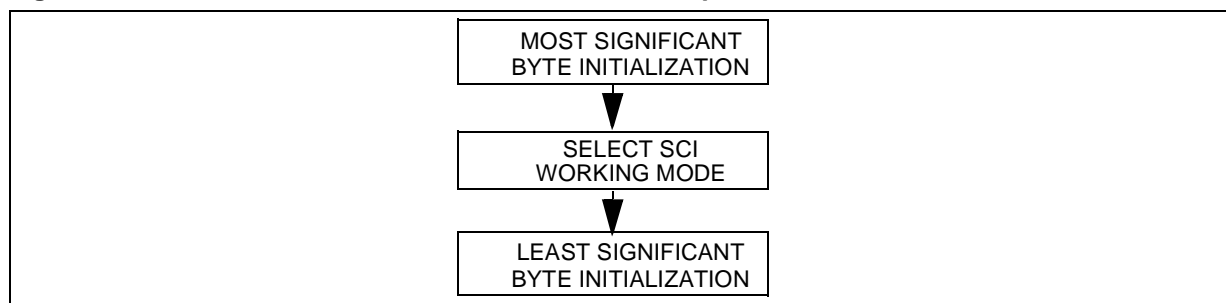 MOST SIGNIFICANT
BYTE INITIALIZATION
SELECT SCI
WORKING MODE
LEAST SIGNIFICANT
BYTE INITIALIZATION